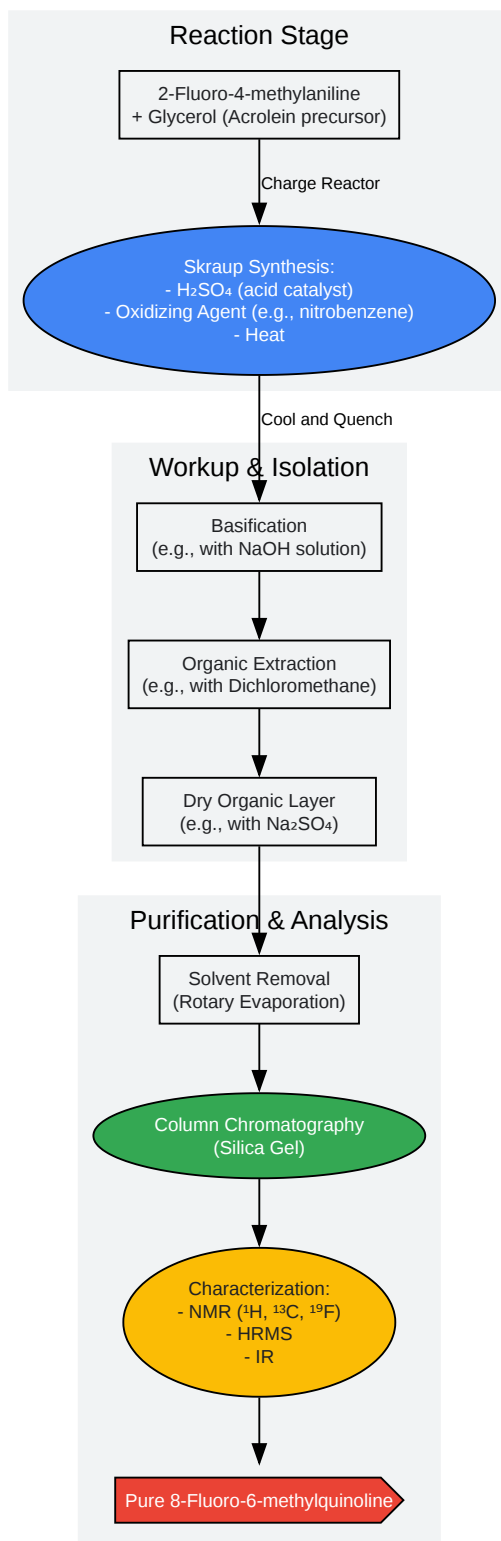 Reaction Stage
2-Fluoro-4-methylaniline
+ Glycerol (Acrolein precursor)
Charge Reactor
Skraup Synthesis:
- H₂SO₄ (acid catalyst)
- Oxidizing Agent (e.g., nitrobenzene)
- Heat
Cool and Quench
Workup & Isolation
Basification
(e.g., with NaOH solution)
Organic Extraction
(e.g., with Dichloromethane)
Dry Organic Layer
(e.g., with Na₂SO₄)
Purification & Analysis
Solvent Removal
(Rotary Evaporation)
Column Chromatography
(Silica Gel)
Characterization:
- NMR (¹H, ¹³C, ¹⁹F)
- HRMS
- IR
Pure 8-Fluoro-6-methylquinoline